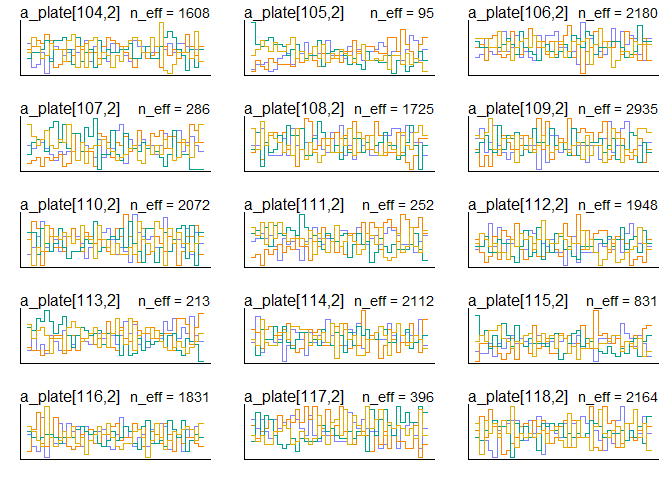 a_plate[104,2] n_eff = 1608 a_plate[105,2] n_eff = 95 a_plate[106,2] n_eff = 2180
a_plate[107,2] n_eff = 286 a_plate[108,2] n_eff = 1725 a_plate[109,2] n_eff = 2935
a_plate[110,2] n_eff = 2072 a_plate[111,2] n_eff = 252 a_plate[112,2] n_eff = 1948
a_plate[113,2] n_eff = 213 a_plate[114,2] n_eff = 2112 a_plate[115,2] n_eff = 831
a_plate[116,2] n_eff = 1831 a_plate[117,2] n_eff = 396 a_plate[118,2] n_eff = 2164